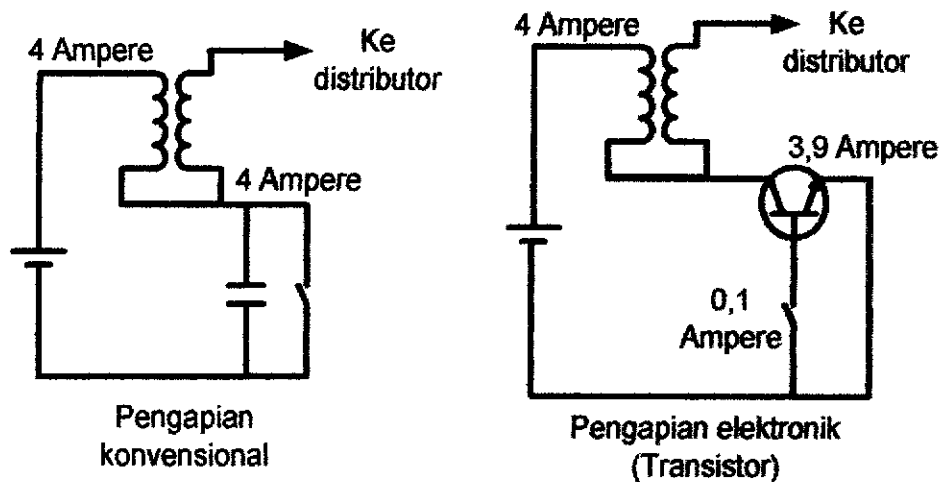 4 Ampere
Ke
distributor
4 Ampere
Pengapian
konvensional
4 Ampere
Ke
distributor
3,9 Ampere
0,1
Ampere
Pengapian elektronik
(Transistor)